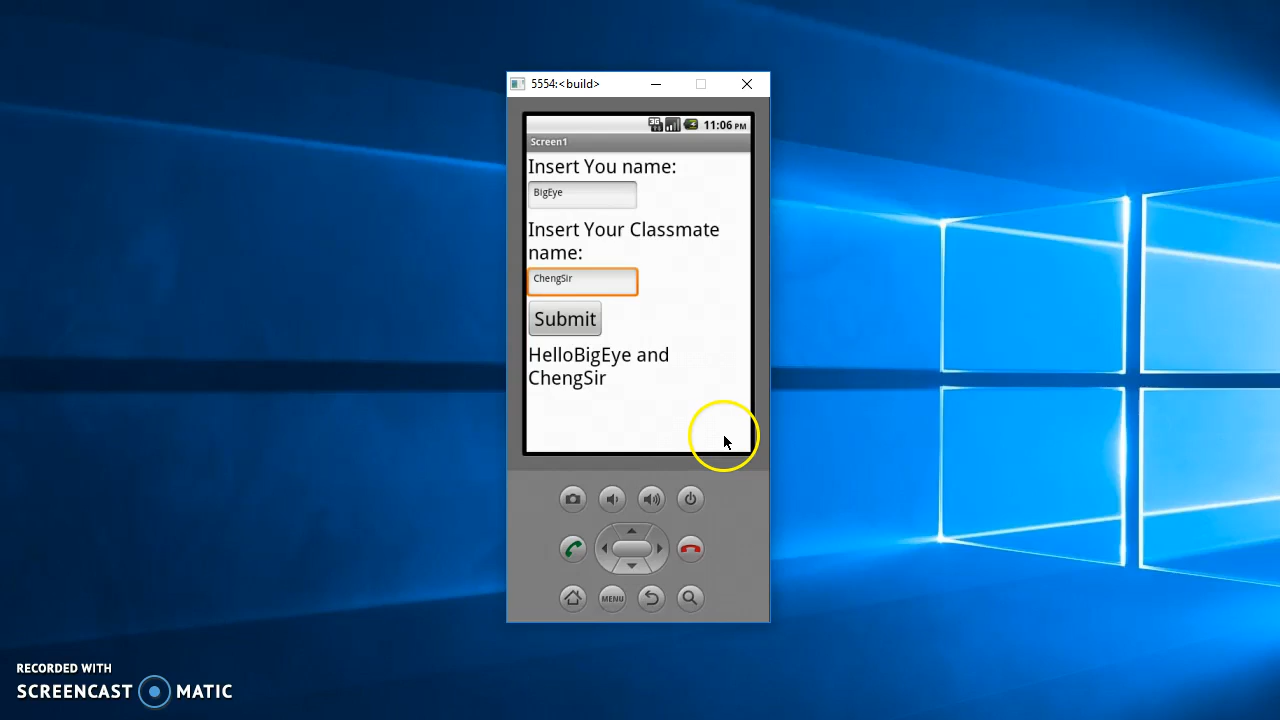 5554:<build>
3G
11:06 PM
Screen1
Insert You name:
BigEye
Insert Your Classmate
name:
ChengSir
Submit
HelloBigEye and
ChengSir
MENU
RECORDED WITH
SCREENCAST MATIC